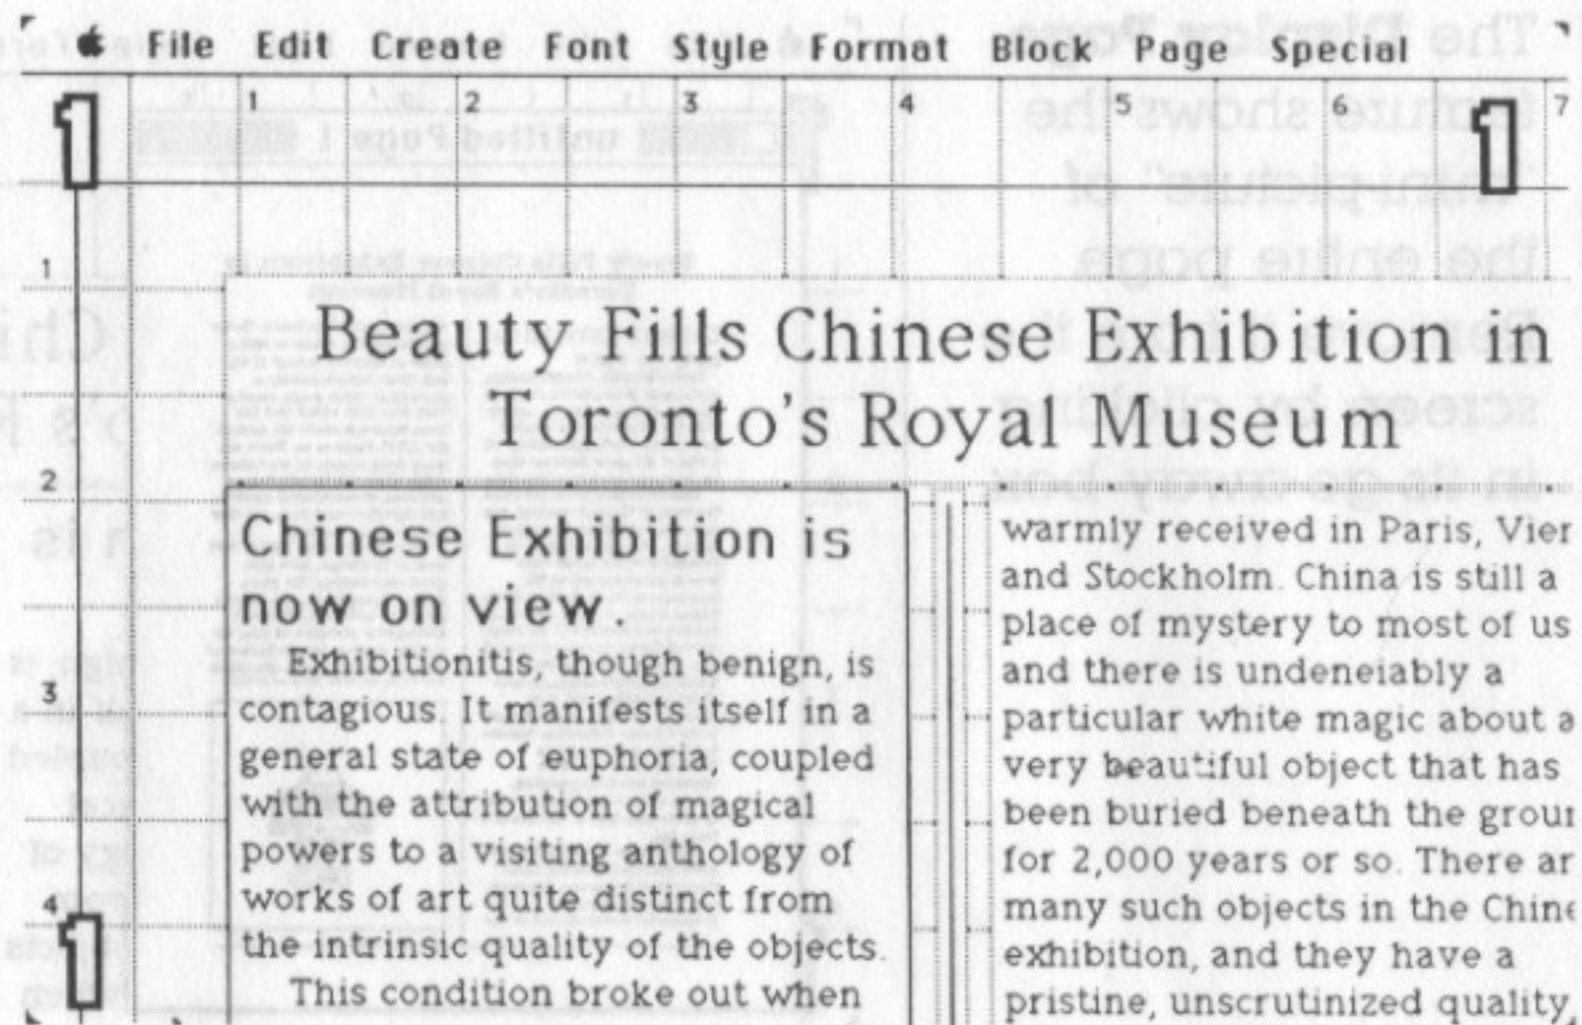 File Edit Create Font Style Format Block Page Special
1 2 3 4 5 6 7
1
1
1
2
3
4
1
Beauty Fills Chinese Exhibition in
Toronto's Royal Museum
Chinese Exhibition is
now on view.
Exhibitionitis, though benign, is
contagious. It manifests itself in a
general state of euphoria, coupled
with the attribution of magical
powers to a visiting anthology of
works of art quite distinct from
the intrinsic quality of the objects.
This condition broke out when
warmly received in Paris, Vier
and Stockholm. China is still a
place of mystery to most of us
and there is undeneiably a
particular white magic about a
very beautiful object that has
been buried beneath the grour
for 2,000 years or so. There ar
many such objects in the Chine
exhibition, and they have a
pristine, unscrutinized quality,